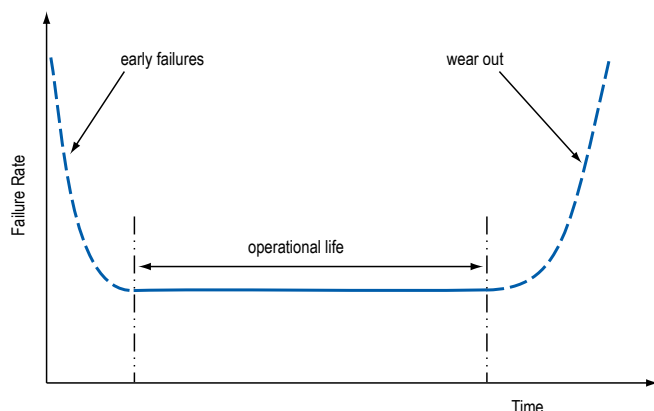 early failures
wear out
Failure Rate
operational life
Time